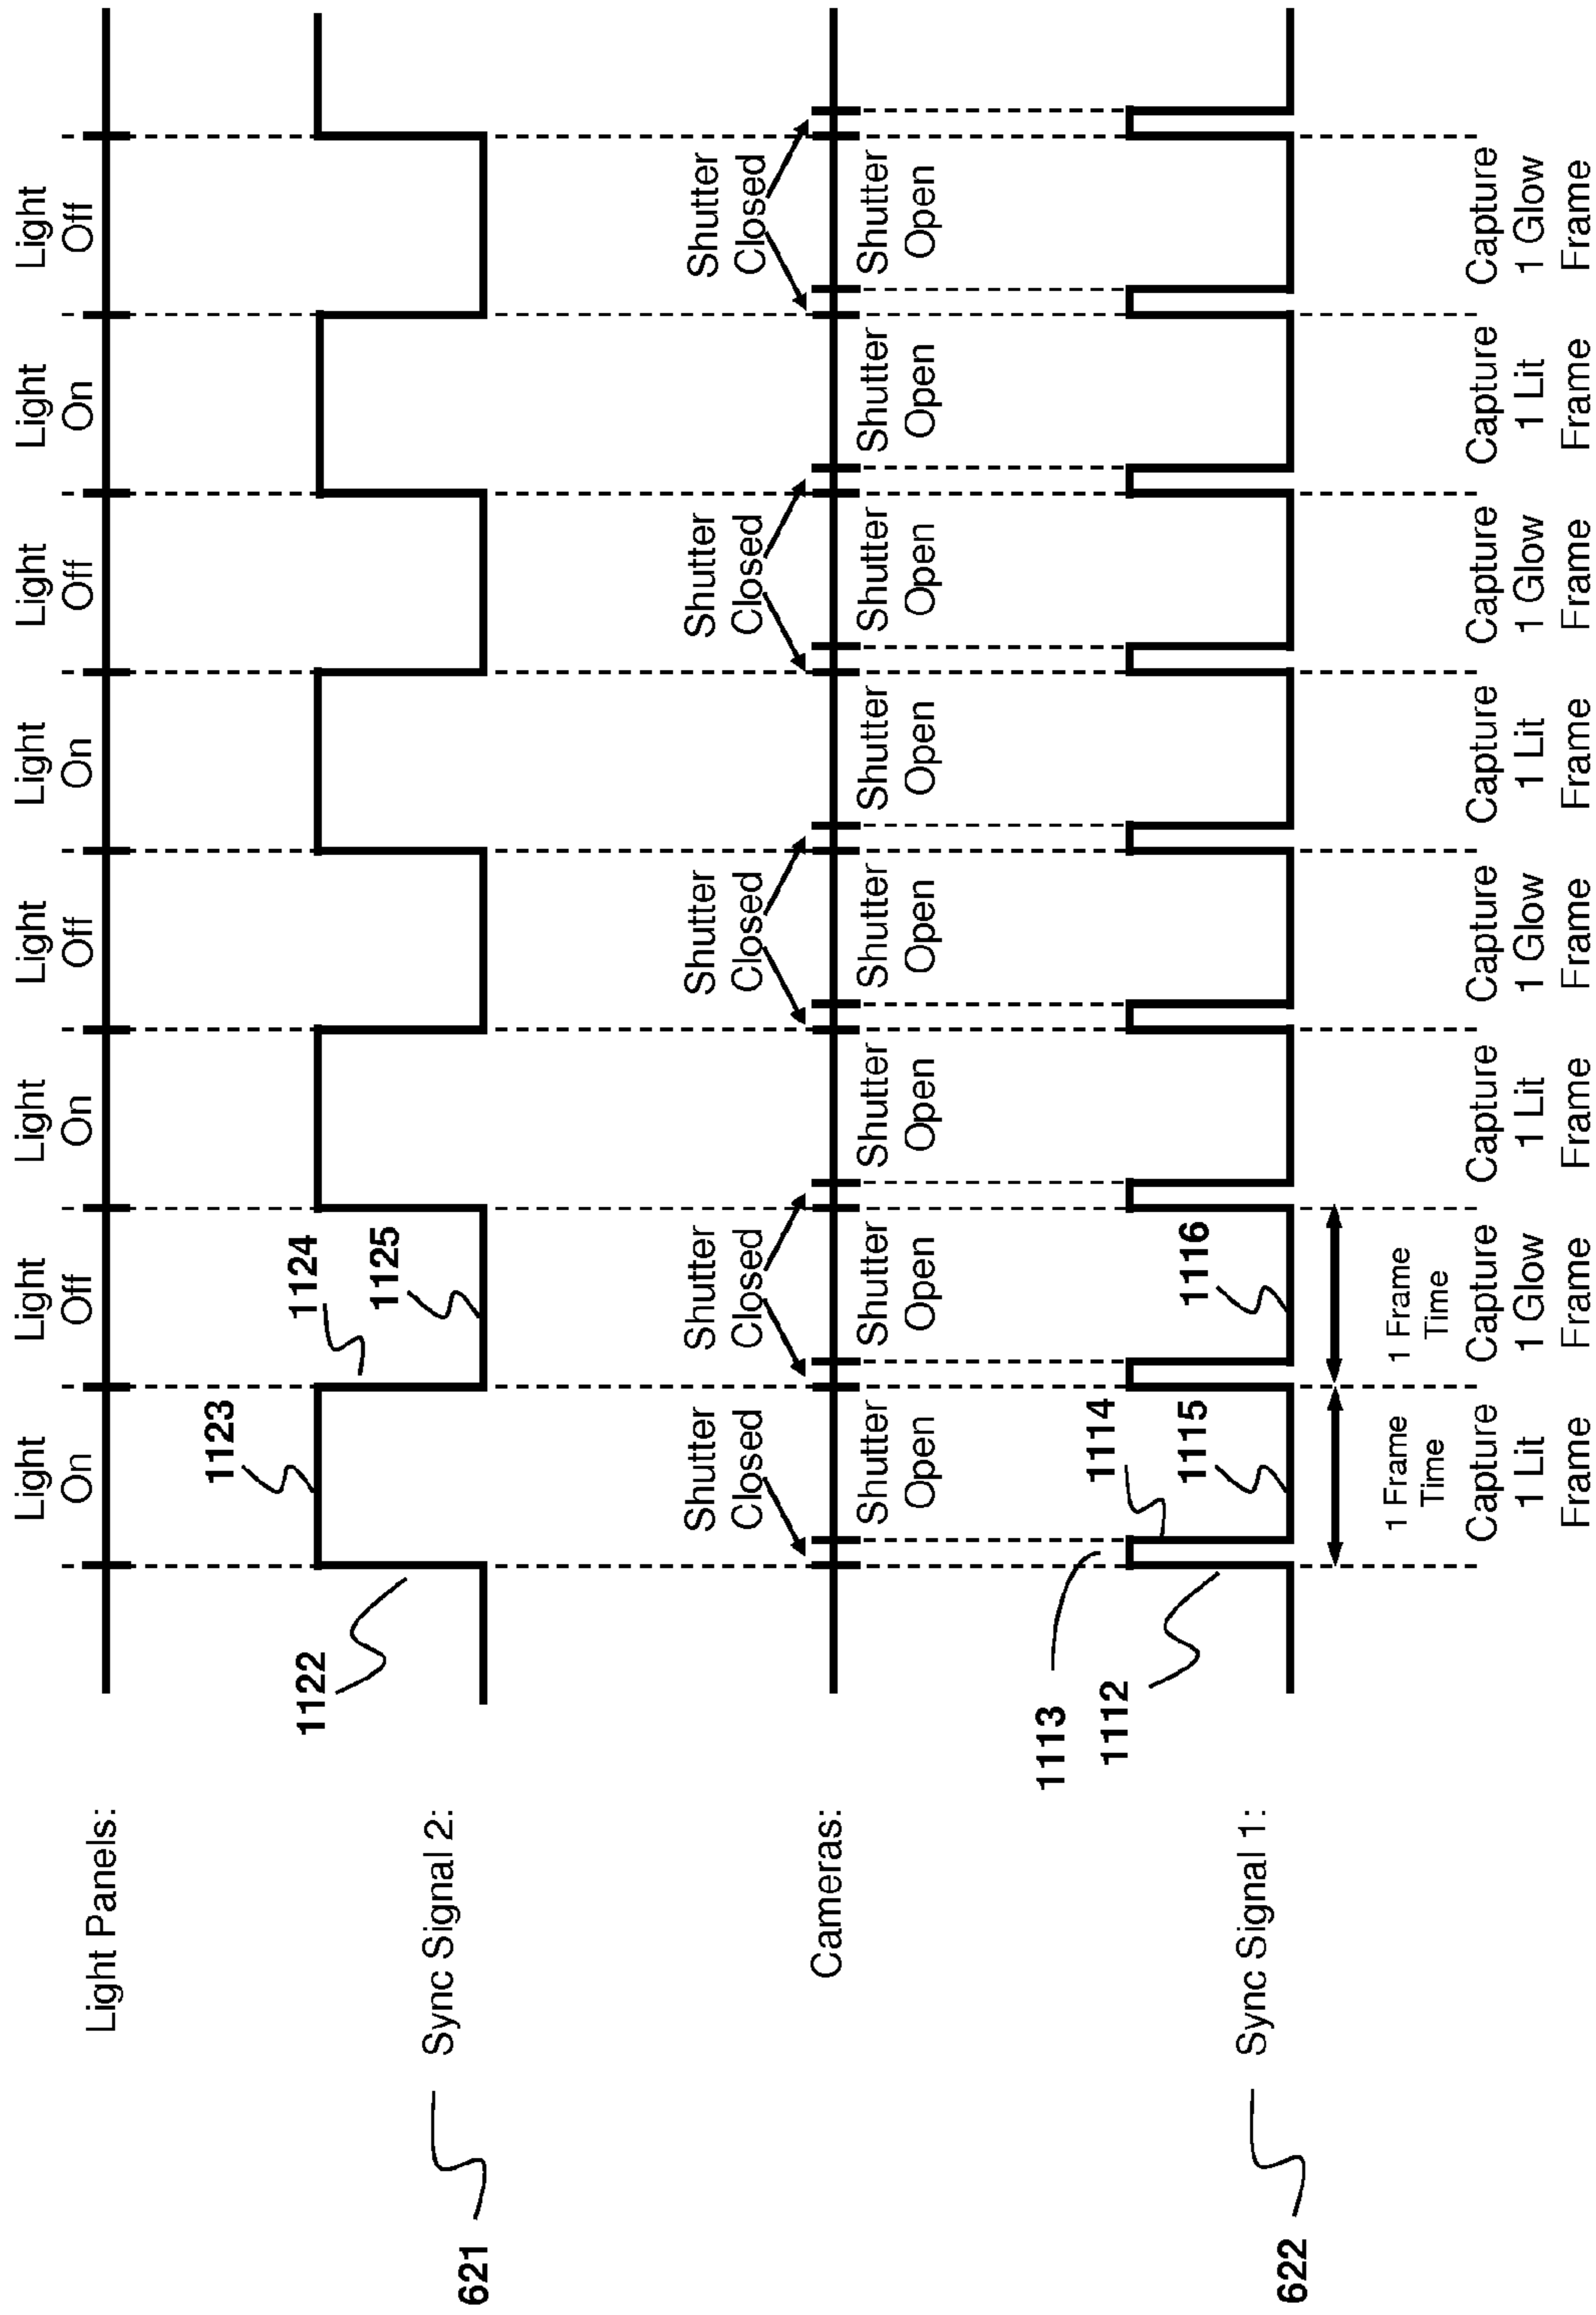 Light On
Light Off
Light On
Light Off
Light On
Light Off
Light On
Light Off
Light Panels:
1123
1122
1124
1125
621
Sync Signal 2:
Shutter Closed
Shutter Closed
Shutter Closed
Shutter Closed
Shutter Closed
Cameras:
Shutter Open
Shutter Open
Shutter Open
Shutter Open
Shutter Open
Shutter Open
Shutter Open
Shutter Open
1113
1112
1114
1115
1116
622
Sync Signal 1:
1 Frame Time
1 Frame Time
Capture 1 Lit Frame
Capture 1 Glow Frame
Capture 1 Lit Frame
Capture 1 Glow Frame
Capture 1 Lit Frame
Capture 1 Glow Frame
Capture 1 Lit Frame
Capture 1 Glow Frame